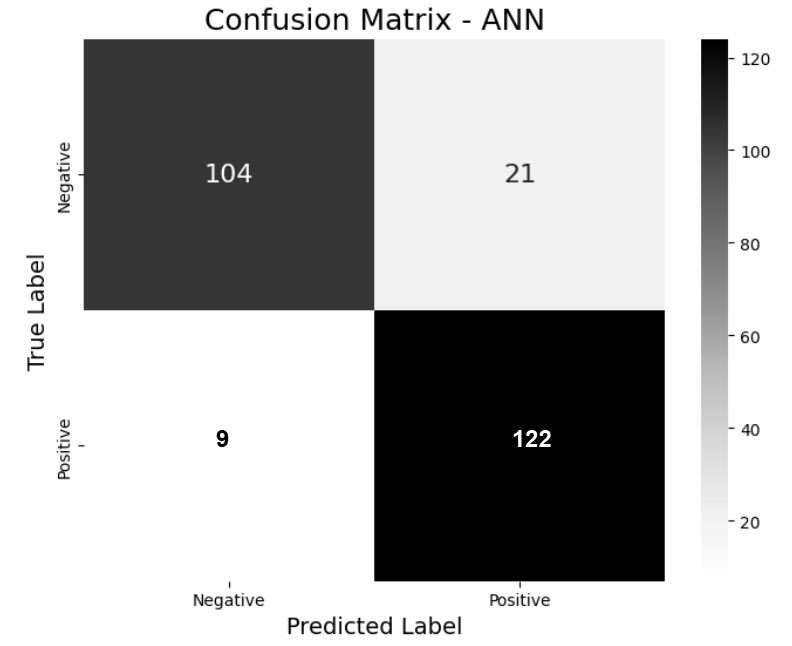 Confusion Matrix - ANN
120
100
80
60
40
20
True Label
Negative
104
21
Positive
9
122
Negative
Positive
Predicted Label